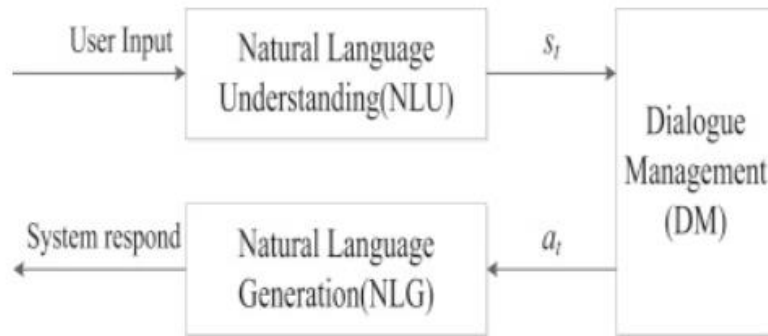 User Input
Natural Language
Understanding(NLU)
s_t
Dialogue
Management
(DM)
a_t
Natural Language
Generation(NLG)
System respond